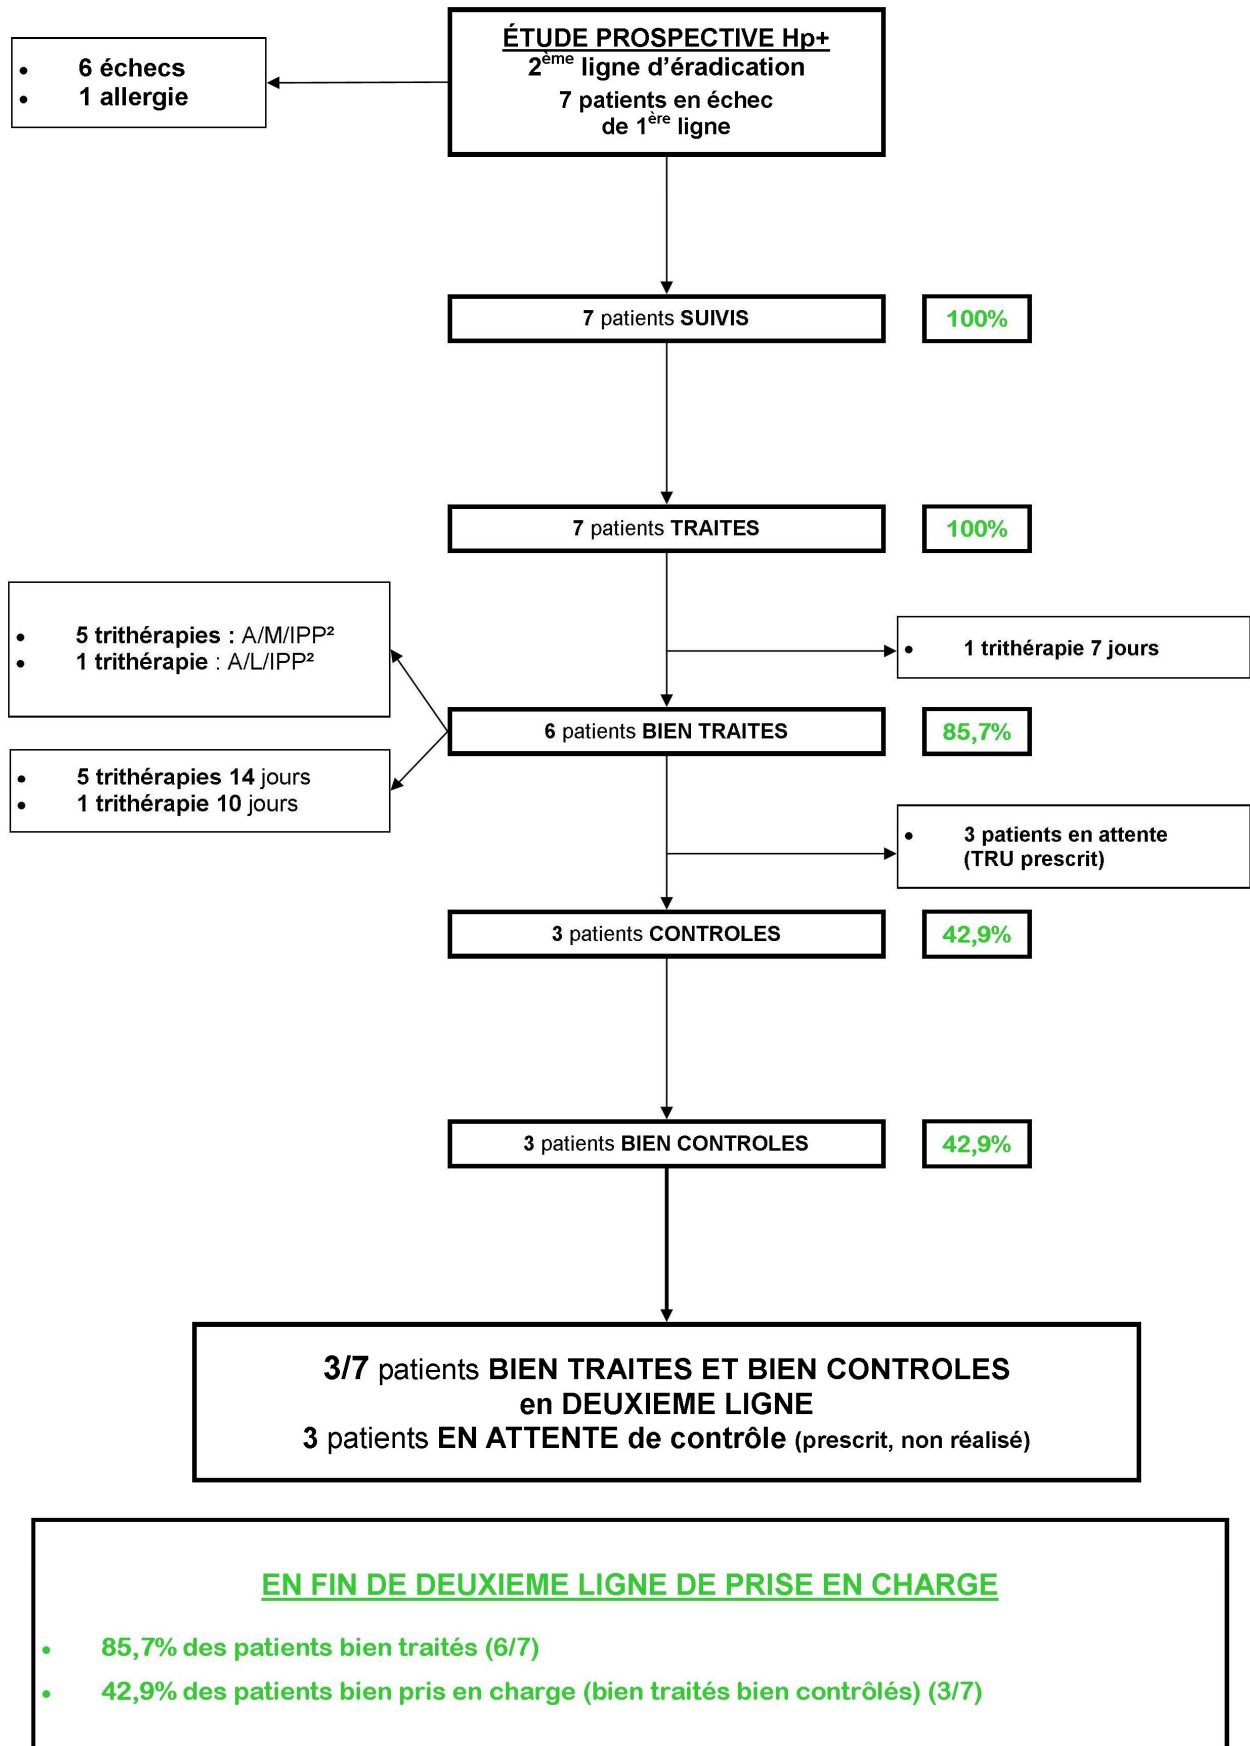 ÉTUDE PROSPECTIVE Hp+
2ème ligne d'éradication
7 patients en échec
de 1ère ligne
• 6 échecs
• 1 allergie
7 patients SUIVIS
100%
7 patients TRAITES
100%
• 5 trithérapies : A/M/IPP²
• 1 trithérapie : A/L/IPP²
• 1 trithérapie 7 jours
6 patients BIEN TRAITES
85,7%
• 5 trithérapies 14 jours
• 1 trithérapie 10 jours
• 3 patients en attente
(TRU prescrit)
3 patients CONTROLES
42,9%
3 patients BIEN CONTROLES
42,9%
3/7 patients BIEN TRAITES ET BIEN CONTROLES
en DEUXIEME LIGNE
3 patients EN ATTENTE de contrôle (prescrit, non réalisé)
EN FIN DE DEUXIEME LIGNE DE PRISE EN CHARGE
• 85,7% des patients bien traités (6/7)
• 42,9% des patients bien pris en charge (bien traités bien contrôlés) (3/7)